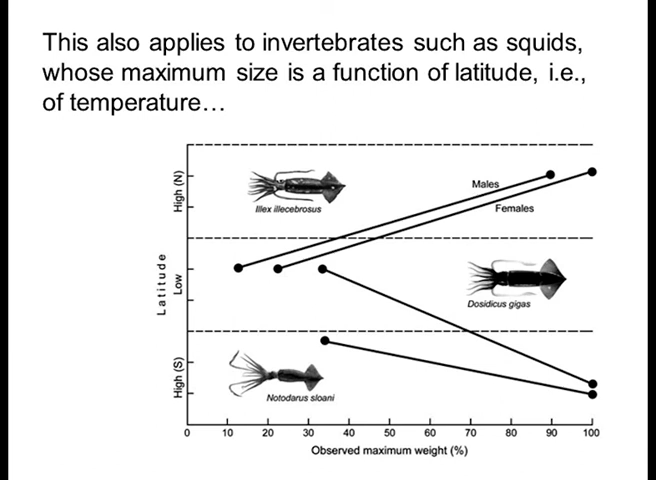 This also applies to invertebrates such as squids,
whose maximum size is a function of latitude, i.e.,
of temperature…
High (N)
Illex illecebrosus
Males
Females
Latitude
Low
Dosidicus gigas
High (S)
Notodarus sloani
0 10 20 30 40 50 60 70 80 90 100
Observed maximum weight (%)